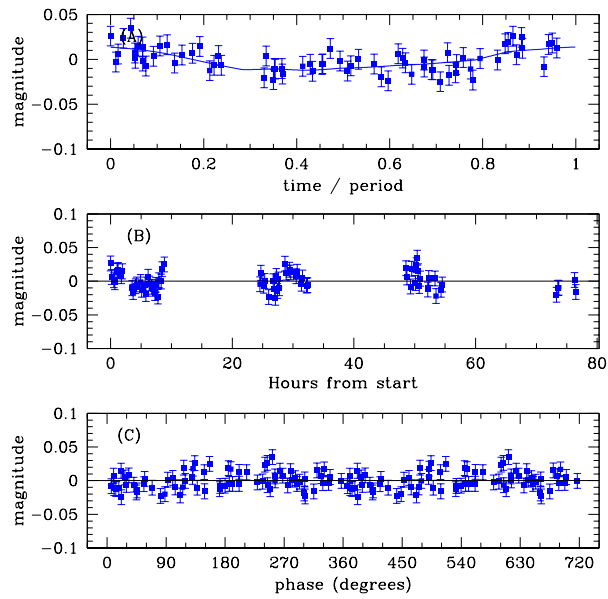 (A)
magnitude
0.05
0
−0.05
−0.1
0 0.2 0.4 0.6 0.8 1
time / period
(B)
magnitude
0.1
0.05
0
−0.05
−0.1
0 20 40 60 80
Hours from start
(C)
magnitude
0.1
0.05
0
−0.05
−0.1
0 90 180 270 360 450 540 630 720
phase (degrees)